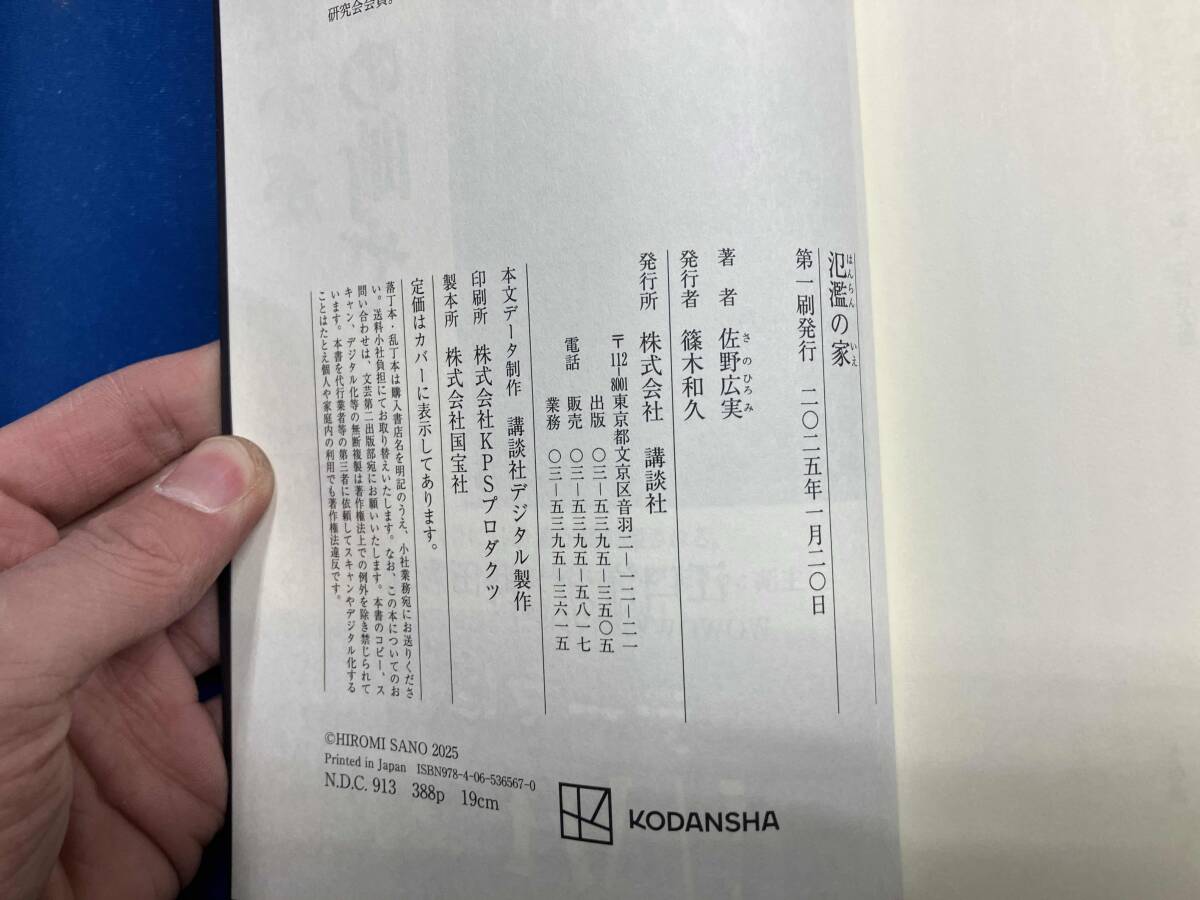 研究会会員。
氾濫の家
はんらん いえ
第一刷発行 二〇二五年一月二〇日
著者 佐野広実
さのひろみ
発行者 篠木和久
発行所 株式会社 講談社
〒112-8001 東京都文京区音羽二-一二-二一
出版 〇三-五三九五-三五〇五
電話 販売 〇三-五三九五-五八一七
業務 〇三-五三九五-三六一五
本文データ制作 講談社デジタル製作
印刷所 株式会社KPSプロダクツ
製本所 株式会社国宝社
定価はカバーに表示してあります。
落丁本・乱丁本は購入書店名を明記のうえ、小社業務宛にお送りくださ
い。送料小社負担にてお取り替えいたします。なお、この本についてのお
問い合わせは、文芸第二出版部宛にお願いいたします。本書のコピー、ス
キャン、デジタル化等の無断複製は著作権法上での例外を除き禁じられて
います。本書を代行業者等の第三者に依頼してスキャンやデジタル化する
ことはたとえ個人や家庭内の利用でも著作権法違反です。
©HIROMI SANO 2025
Printed in Japan ISBN978-4-06-536567-0
N.D.C. 913 388p 19cm
KODANSHA